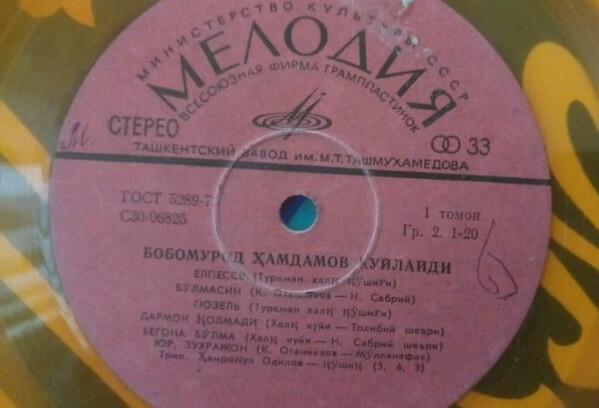 МИНИСТЕРСТВО КУЛЬТУРЫ СССР
МЕЛОДИЯ
ВСЕСОЮЗНАЯ ФИРМА ГРАМПЛАСТИНОК
СТЕРЕО
33
ТАШКЕНТСКИЙ ЗАВОД ИМ. М.Т. ТАШМУХАМЕДОВА
ГОСТ 5289-7
С30-06825
1 томон
Гр. 2. 1-20
БОБОМУРОД ҲАМДАМОВ КУЙЛАЙДИ
ЕЛПЕССЕ (Туркман халқ қўшиғи)
БЎЛМАСИН (К. Отаниёзов — Н. Сабрий)
ГЮЗЕЛЬ (Туркман халқ қўшиғи)
ДАРМОН ҚОЛМАДИ (Халқ куйи — Толибий шеъри)
БЕГОНА БЎЛМА (Халқ куйи — Н. Сабрий шеъри)
ЮР, ЗУХРАЖОН (К. Отаниязов — Мўлланафас)
Трио. Ҳамроқул Одилов — қўшиқ (5, 6, 3)